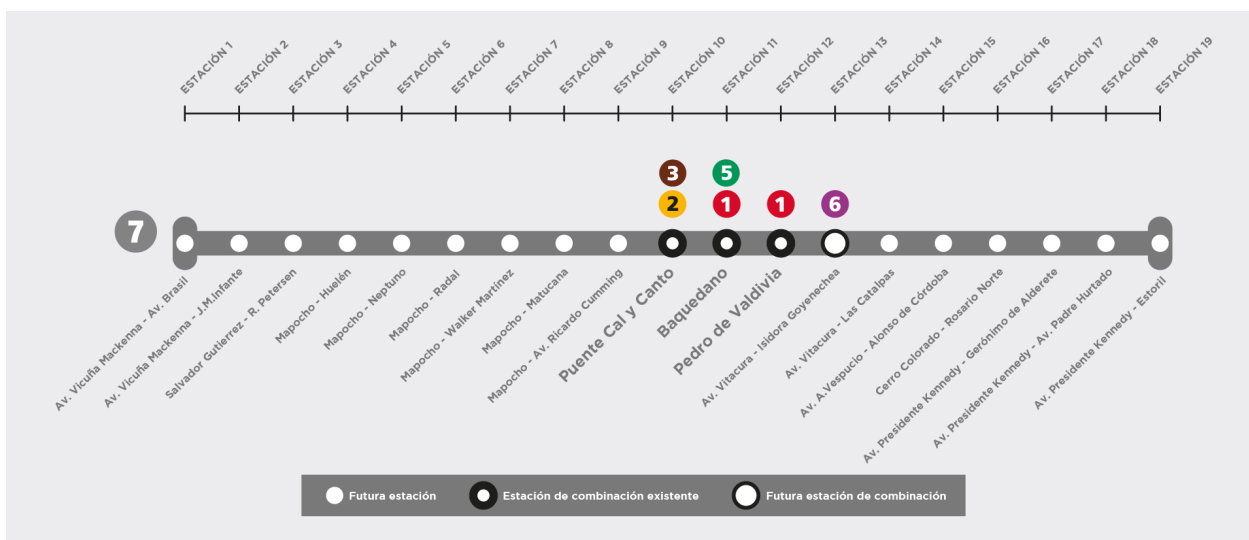 ESTACIÓN 1
ESTACIÓN 2
ESTACIÓN 3
ESTACIÓN 4
ESTACIÓN 5
ESTACIÓN 6
ESTACIÓN 7
ESTACIÓN 8
ESTACIÓN 9
ESTACIÓN 10
ESTACIÓN 11
ESTACIÓN 12
ESTACIÓN 13
ESTACIÓN 14
ESTACIÓN 15
ESTACIÓN 16
ESTACIÓN 17
ESTACIÓN 18
ESTACIÓN 19
3
5
2
1
1
6
7
Av. Vicuña Mackenna - Av. Brasil
Av. Vicuña Mackenna - J.M.Infante
Salvador Gutierrez - R. Petersen
Mapocho - Huelén
Mapocho - Neptuno
Mapocho - Radal
Mapocho - Walker Martínez
Mapocho - Matucana
Mapocho - Av. Ricardo Cumming
Puente Cal y Canto
Baquedano
Pedro de Valdivia
Av. Vitacura - Isidora Goyenechea
Av. Vitacura - Las Catalpas
Av. A.Vespucio - Alonso de Córdoba
Cerro Colorado - Rosario Norte
Av. Presidente Kennedy - Gerónimo de Alderete
Av. Presidente Kennedy - Av. Padre Hurtado
Av. Presidente Kennedy - Estoril
Futura estación
Estación de combinación existente
Futura estación de combinación